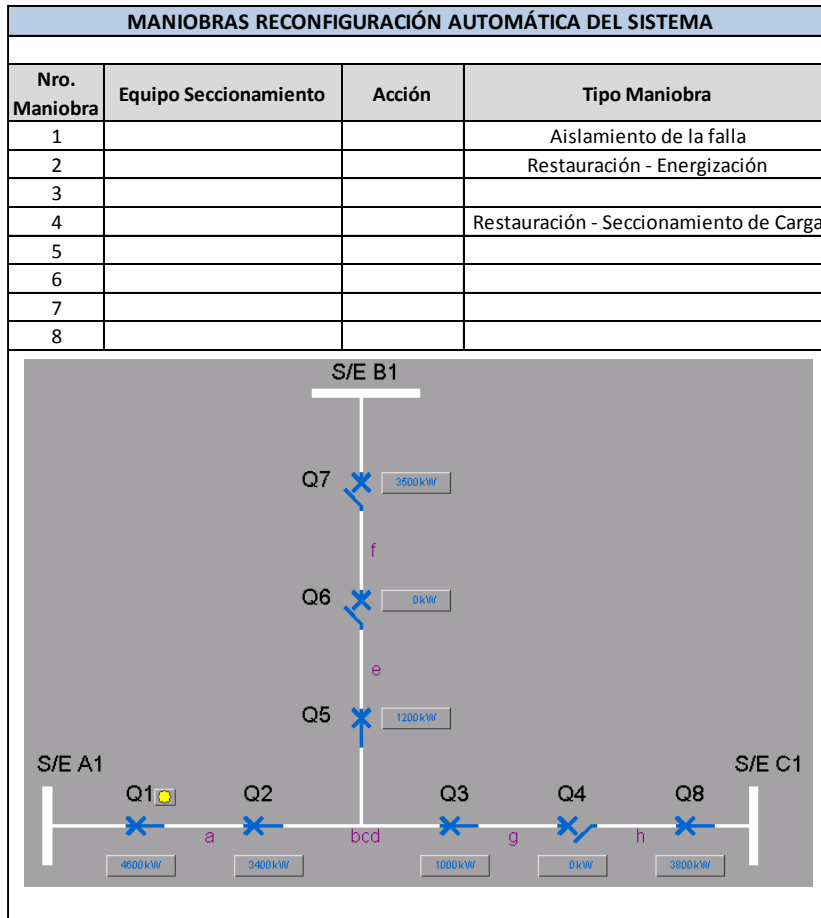 MANIOBRAS RECONFIGURACIÓN AUTOMÁTICA DEL SISTEMA
Nro. Maniobra Equipo Seccionamiento Acción Tipo Maniobra
1 Aislamiento de la falla
2 Restauración - Energización
3
4 Restauración - Seccionamiento de Carga
5
6
7
8
S/E B1
Q7 3500kW
f
Q6 0kW
e
Q5 1200kW
S/E A1 S/E C1
Q1 Q2 Q3 Q4 Q8
a bcd g h
4600kW 3400kW 1000kW 0kW 3800kW